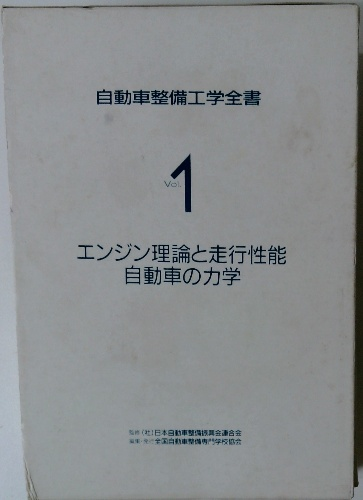 自動車整備工学全書
Vol. 1
エンジン理論と走行性能
自動車の力学
監修 (社)日本自動車整備振興会連合会
編集・発行 全国自動車整備専門学校協会